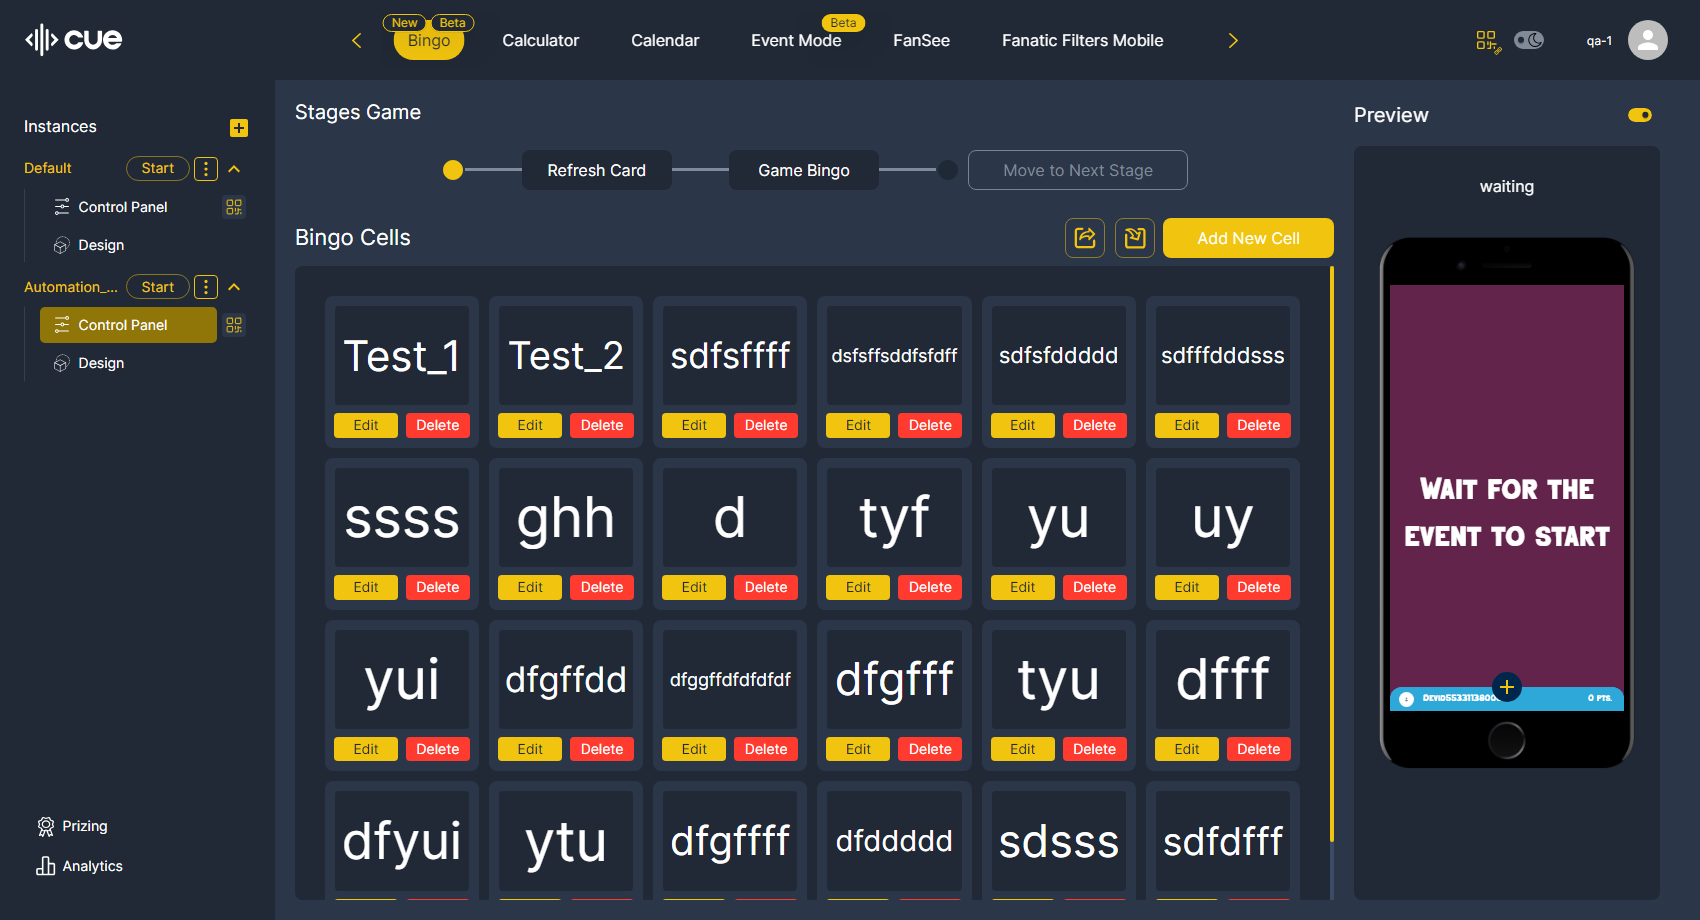 cue
New
Beta
Bingo
Calculator
Calendar
Beta
Event Mode
FanSee
Fanatic Filters Mobile
qa-1
Instances
Default
Start
Control Panel
Design
Automation_...
Start
Control Panel
Design
Prizing
Analytics
Stages Game
Refresh Card
Game Bingo
Move to Next Stage
Bingo Cells
Add New Cell
Test_1 Test_2 sdfsffff dsfsffsddfsfdff sdfsfddddd sdfffdddsss
Edit Delete Edit Delete Edit Delete Edit Delete Edit Delete Edit Delete
ssss ghh d tyf yu uy
Edit Delete Edit Delete Edit Delete Edit Delete Edit Delete Edit Delete
yui dfgffdd dfggffdfdfdfdf dfgfff tyu dfff
Edit Delete Edit Delete Edit Delete Edit Delete Edit Delete Edit Delete
dfyui ytu dfgffff dfddddd sdsss sdfdfff
Preview
waiting
WAIT FOR THE
EVENT TO START
0 PTS.